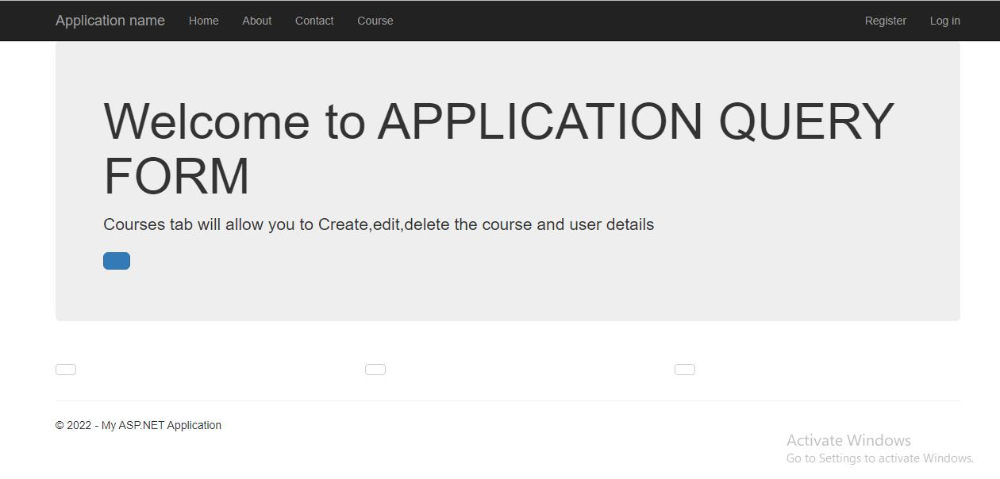 Application name Home About Contact Course Register Log in
Welcome to APPLICATION QUERY
FORM
Courses tab will allow you to Create,edit,delete the course and user details
© 2022 - My ASP.NET Application
Activate Windows
Go to Settings to activate Windows.